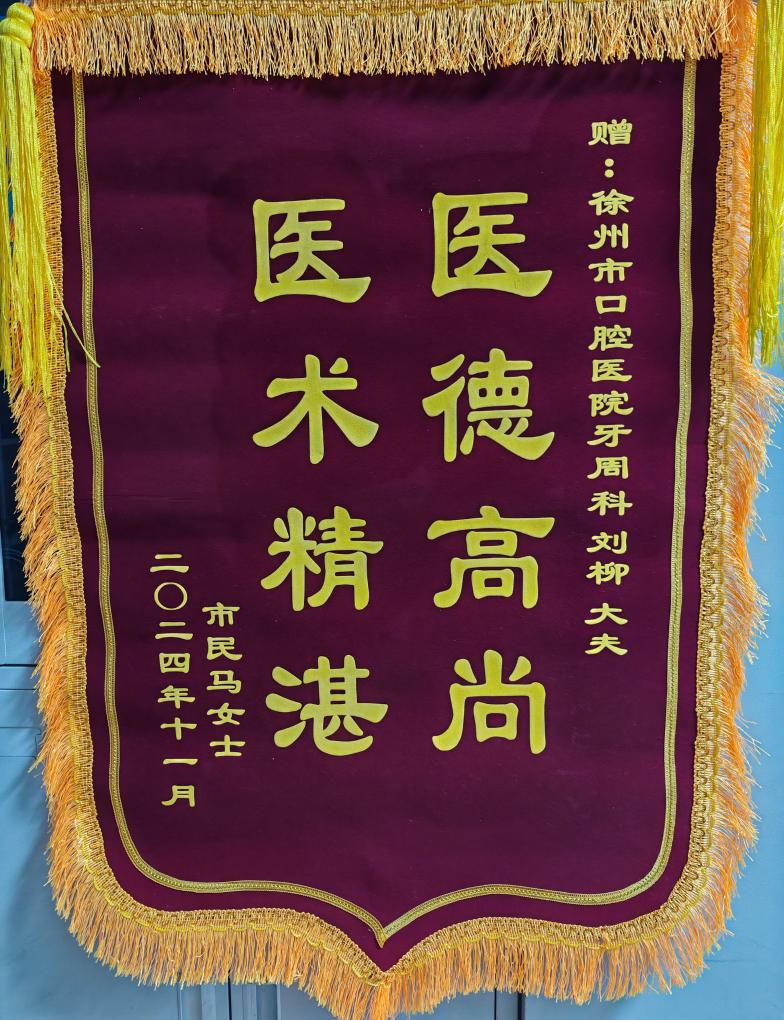 赠：徐州市口腔医院牙周科刘柳大夫
医德高尚
医术精湛
市民马女士
二〇二四年十一月